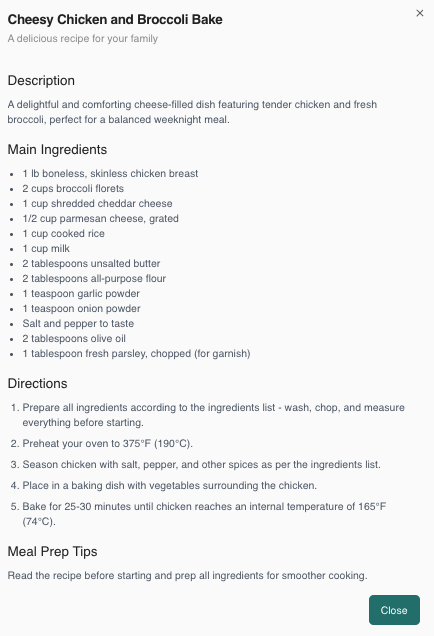 Cheesy Chicken and Broccoli Bake
A delicious recipe for your family
Description
A delightful and comforting cheese-filled dish featuring tender chicken and fresh
broccoli, perfect for a balanced weeknight meal.
Main Ingredients
• 1 lb boneless, skinless chicken breast
• 2 cups broccoli florets
• 1 cup shredded cheddar cheese
• 1/2 cup parmesan cheese, grated
• 1 cup cooked rice
• 1 cup milk
• 2 tablespoons unsalted butter
• 2 tablespoons all-purpose flour
• 1 teaspoon garlic powder
• 1 teaspoon onion powder
• Salt and pepper to taste
• 2 tablespoons olive oil
• 1 tablespoon fresh parsley, chopped (for garnish)
Directions
1. Prepare all ingredients according to the ingredients list - wash, chop, and measure
everything before starting.
2. Preheat your oven to 375°F (190°C).
3. Season chicken with salt, pepper, and other spices as per the ingredients list.
4. Place in a baking dish with vegetables surrounding the chicken.
5. Bake for 25-30 minutes until chicken reaches an internal temperature of 165°F
(74°C).
Meal Prep Tips
Read the recipe before starting and prep all ingredients for smoother cooking.
Close